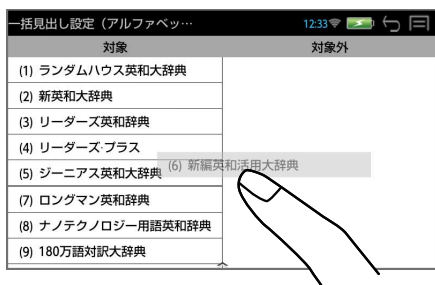 一括見出し設定（アルファベッ… 12:33
対象 対象外
(1) ランダムハウス英和大辞典
(2) 新英和大辞典
(3) リーダーズ英和辞典
(4) リーダーズ・プラス
(5) ジーニアス英和大辞典
(6) 新編英和活用大辞典
(7) ロングマン英和辞典
(8) ナノテクノロジー用語英和辞典
(9) 180万語対訳大辞典